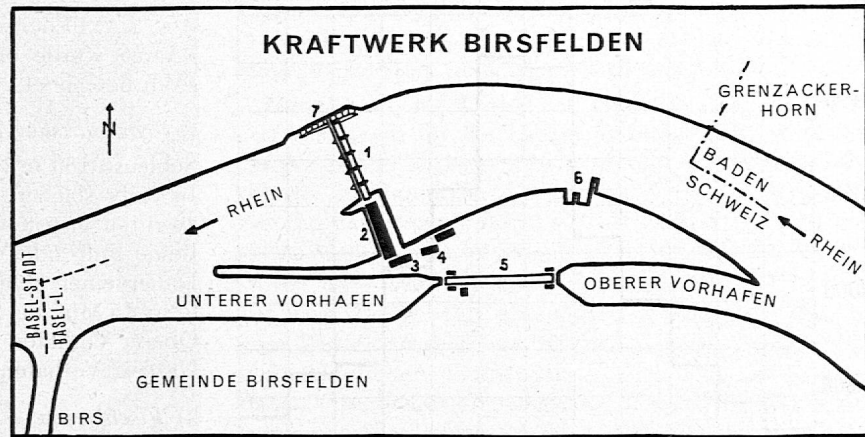 KRAFTWERK BIRSFELDEN
GRENZACKER-
HORN
N
7
1
BADEN
SCHWEIZ
6
RHEIN
RHEIN
2
3
4
5
BASEL-STADT
BASEL-L.
UNTERER VORHAFEN
OBERER VORHAFEN
GEMEINDE BIRSFELDEN
BIRS